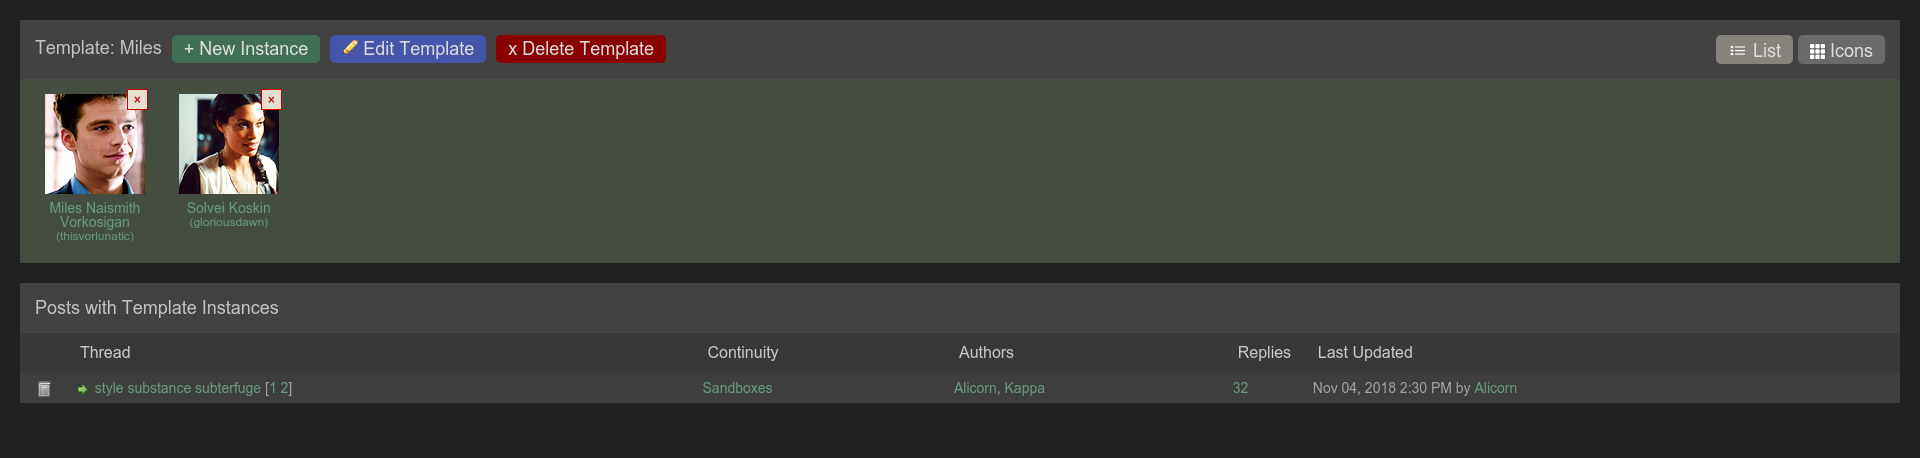 Template: Miles + New Instance Edit Template x Delete Template List Icons
x x
Miles Naismith Solvei Koskin
Vorkosigan (gloriousdawn)
(thisvorlunatic)
Posts with Template Instances
Thread Continuity Authors Replies Last Updated
style substance subterfuge [1 2] Sandboxes Alicorn, Kappa 32 Nov 04, 2018 2:30 PM by Alicorn